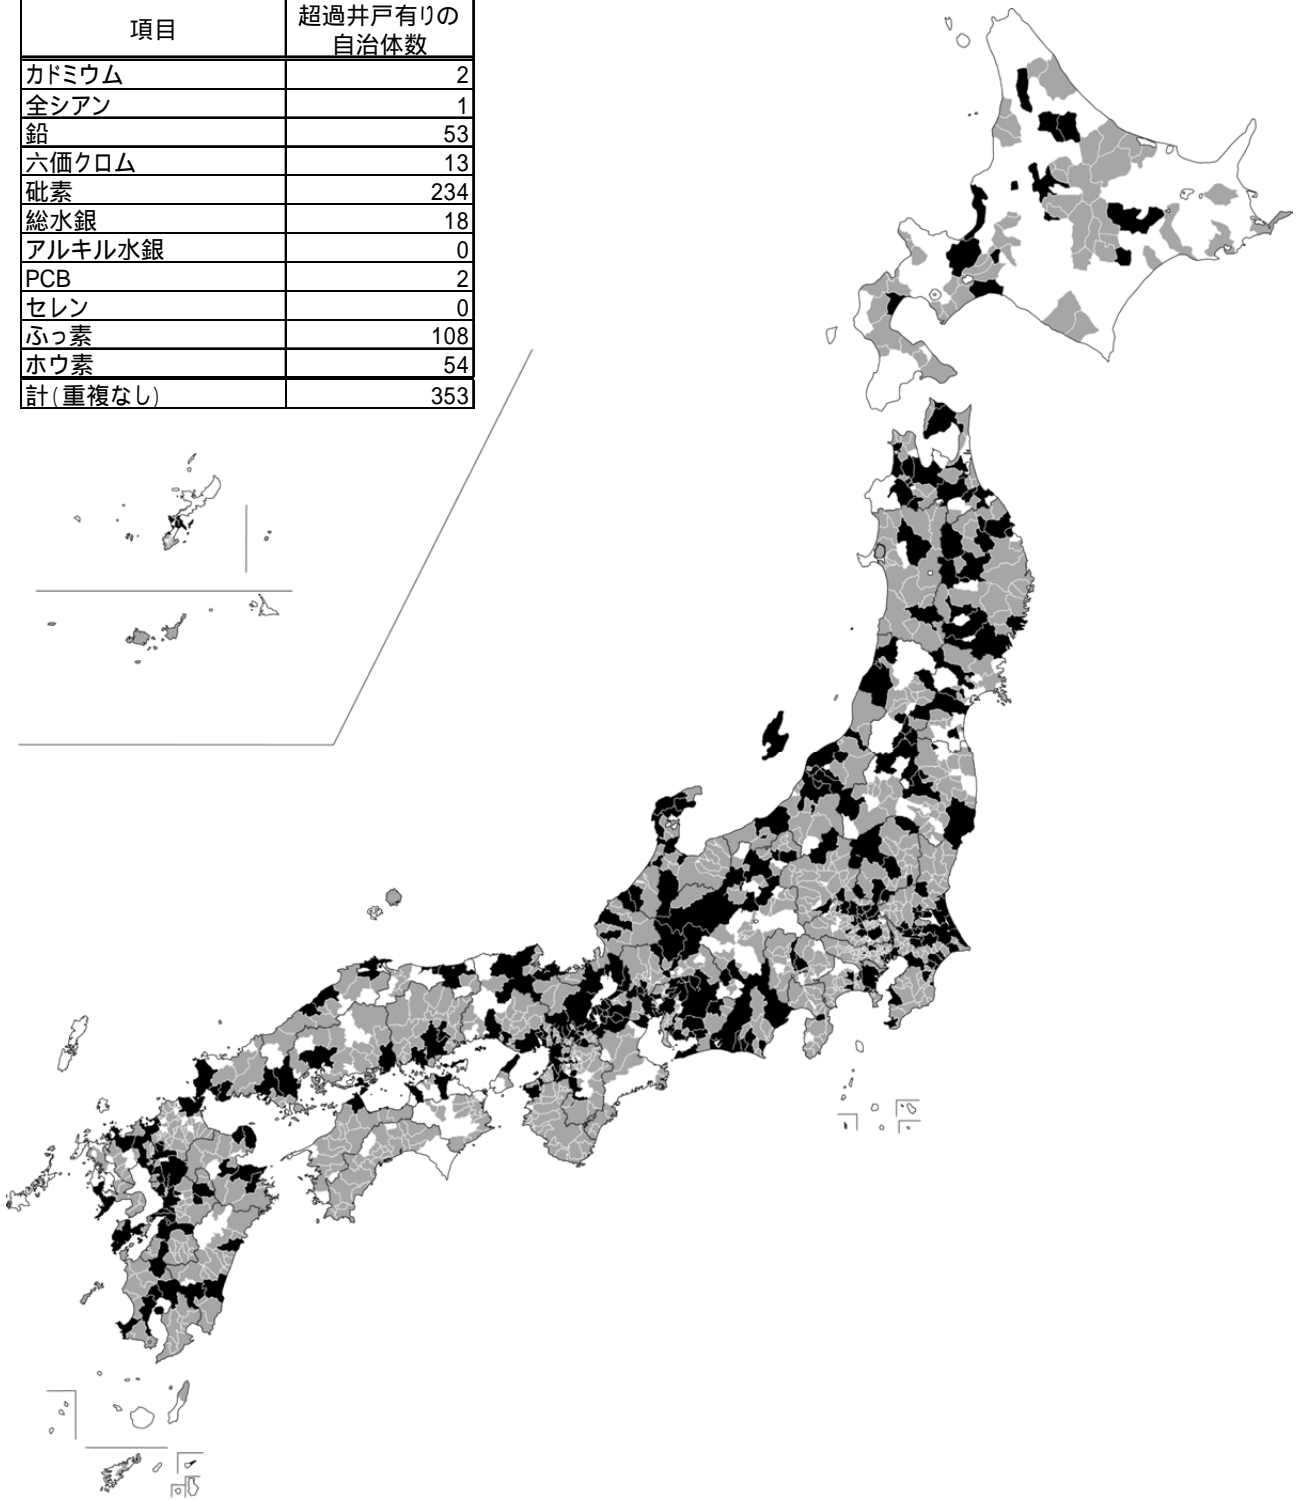 項目 超過井戸有りの
自治体数
カドミウム 2
全シアン 1
鉛 53
六価クロム 13
砒素 234
総水銀 18
アルキル水銀 0
PCB 2
セレン 0
ふっ素 108
ホウ素 54
計(重複なし) 353